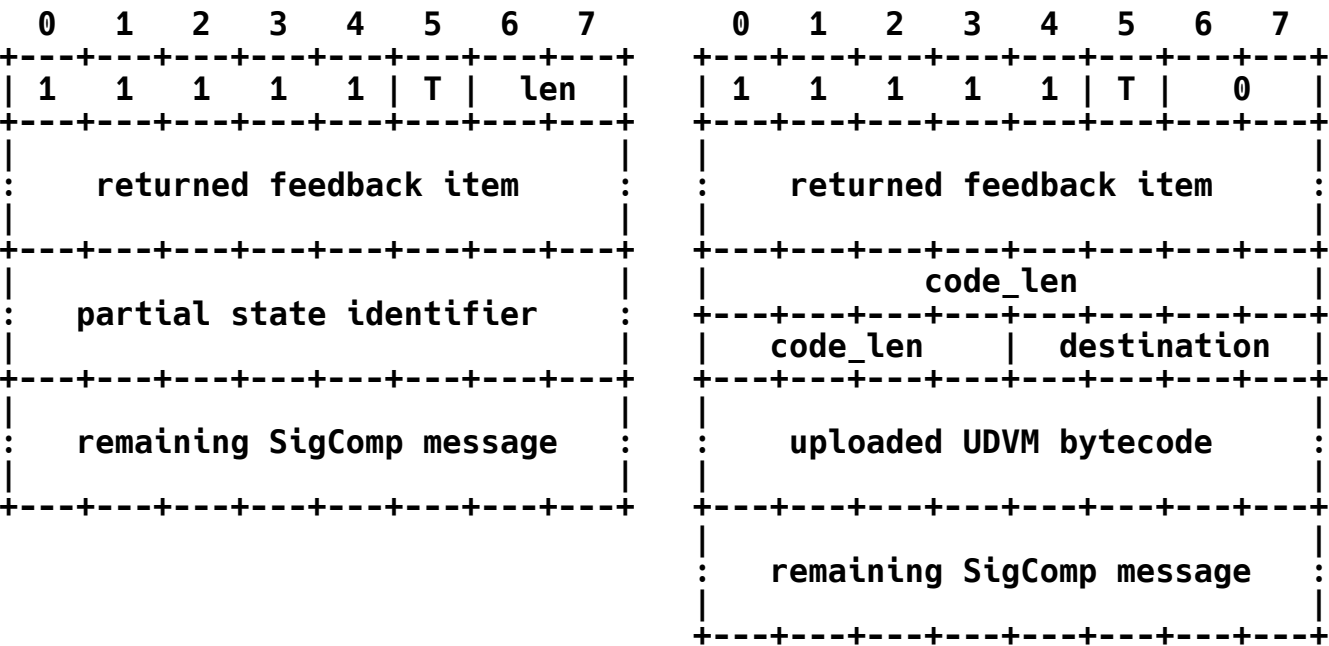 0   1   2   3   4   5   6   7       0   1   2   3   4   5   6   7
+---+---+---+---+---+---+---+---+   +---+---+---+---+---+---+---+---+
| 1   1   1   1   1 | T |  len  |   | 1   1   1   1   1 | T |   0   |
+---+---+---+---+---+---+---+---+   +---+---+---+---+---+---+---+---+
|                               |   |                               |
:    returned feedback item     :   :    returned feedback item     :
|                               |   |                               |
+---+---+---+---+---+---+---+---+   +---+---+---+---+---+---+---+---+
|                               |   |           code_len            |
:   partial state identifier    :   +---+---+---+---+---+---+---+---+
|                               |   |   code_len    |  destination  |
+---+---+---+---+---+---+---+---+   +---+---+---+---+---+---+---+---+
|                               |   |                               |
:   remaining SigComp message   :   :    uploaded UDVM bytecode     :
|                               |   |                               |
+---+---+---+---+---+---+---+---+   +---+---+---+---+---+---+---+---+
                                    |                               |
                                    :   remaining SigComp message   :
                                    |                               |
                                    +---+---+---+---+---+---+---+---+